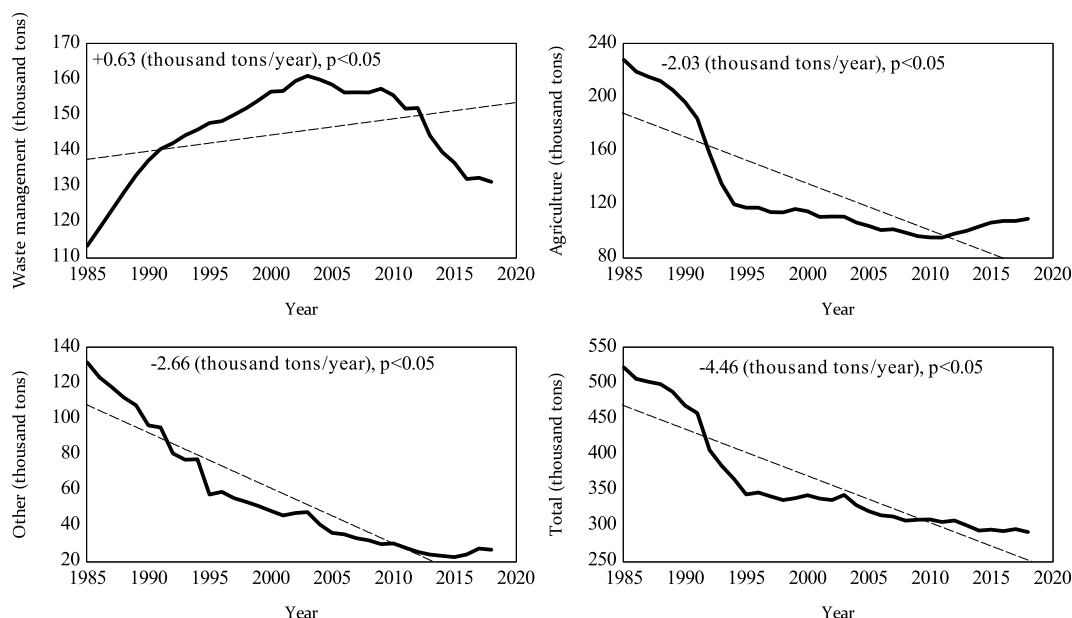 Waste management (thousand tons)
170
160
150
140
130
120
110
+0.63 (thousand tons/year), p<0.05
1985 1990 1995 2000 2005 2010 2015 2020
Year
Agriculture (thousand tons)
240
200
160
120
80
-2.03 (thousand tons/year), p<0.05
1985 1990 1995 2000 2005 2010 2015 2020
Year
Other (thousand tons)
140
120
100
80
60
40
20
-2.66 (thousand tons/year), p<0.05
1985 1990 1995 2000 2005 2010 2015 2020
Year
Total (thousand tons)
550
500
450
400
350
300
250
-4.46 (thousand tons/year), p<0.05
1985 1990 1995 2000 2005 2010 2015 2020
Year